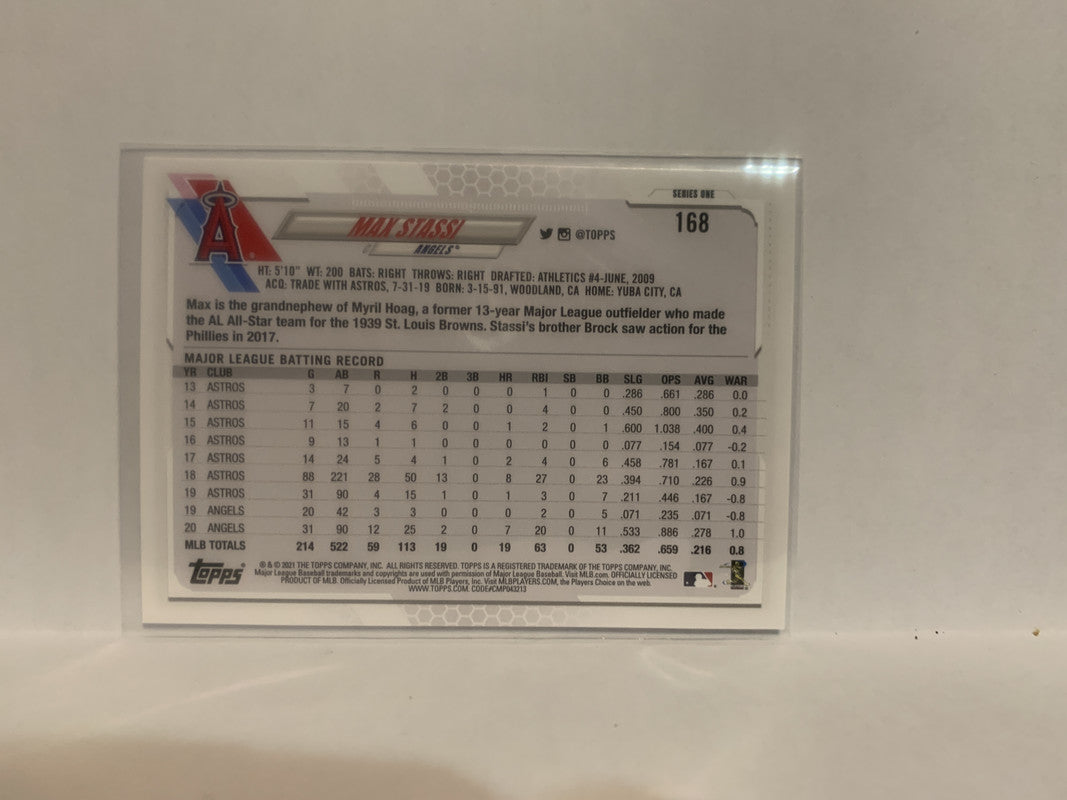 SERIES ONE
168
A
MAX STASSI
@TOPPS
C ANGELS
HT: 5'10" WT: 200 BATS: RIGHT THROWS: RIGHT DRAFTED: ATHLETICS #4-JUNE, 2009
ACQ: TRADE WITH ASTROS, 7-31-19 BORN: 3-15-91, WOODLAND, CA HOME: YUBA CITY, CA
Max is the grandnephew of Myril Hoag, a former 13-year Major League outfielder who made
the AL All-Star team for the 1939 St. Louis Browns. Stassi's brother Brock saw action for the
Phillies in 2017.
MAJOR LEAGUE BATTING RECORD
YR CLUB G AB R H 2B 3B HR RBI SB BB SLG OPS AVG WAR
13 ASTROS 3 7 0 2 0 0 0 1 0 0 .286 .661 .286 0.0
14 ASTROS 7 20 2 7 2 0 0 4 0 0 .450 .800 .350 0.2
15 ASTROS 11 15 4 6 0 0 1 2 0 1 .600 1.038 .400 0.4
16 ASTROS 9 13 1 1 0 0 0 0 0 0 .077 .154 .077 -0.2
17 ASTROS 14 24 5 4 1 0 2 4 0 6 .458 .781 .167 0.1
18 ASTROS 88 221 28 50 13 0 8 27 0 23 .394 .710 .226 0.9
19 ASTROS 31 90 4 15 1 0 1 3 0 7 .211 .446 .167 -0.8
19 ANGELS 20 42 3 3 0 0 0 2 0 5 .071 .235 .071 -0.8
20 ANGELS 31 90 12 25 2 0 7 20 0 11 .533 .886 .278 1.0
MLB TOTALS 214 522 59 113 19 0 19 63 0 53 .362 .659 .216 0.8
Topps
® & © 2021 THE TOPPS COMPANY, INC. ALL RIGHTS RESERVED. TOPPS IS A REGISTERED TRADEMARK OF THE TOPPS COMPANY, INC.
Major League Baseball trademarks and copyrights are used with permission of Major League Baseball. Visit MLB.com. OFFICIALLY LICENSED
PRODUCT OF MLB. Officially Licensed Product of MLB Players, Inc. Visit MLBPLAYERS.COM, the Players Choice on the web.
WWW.TOPPS.COM. CODE#CMP043213